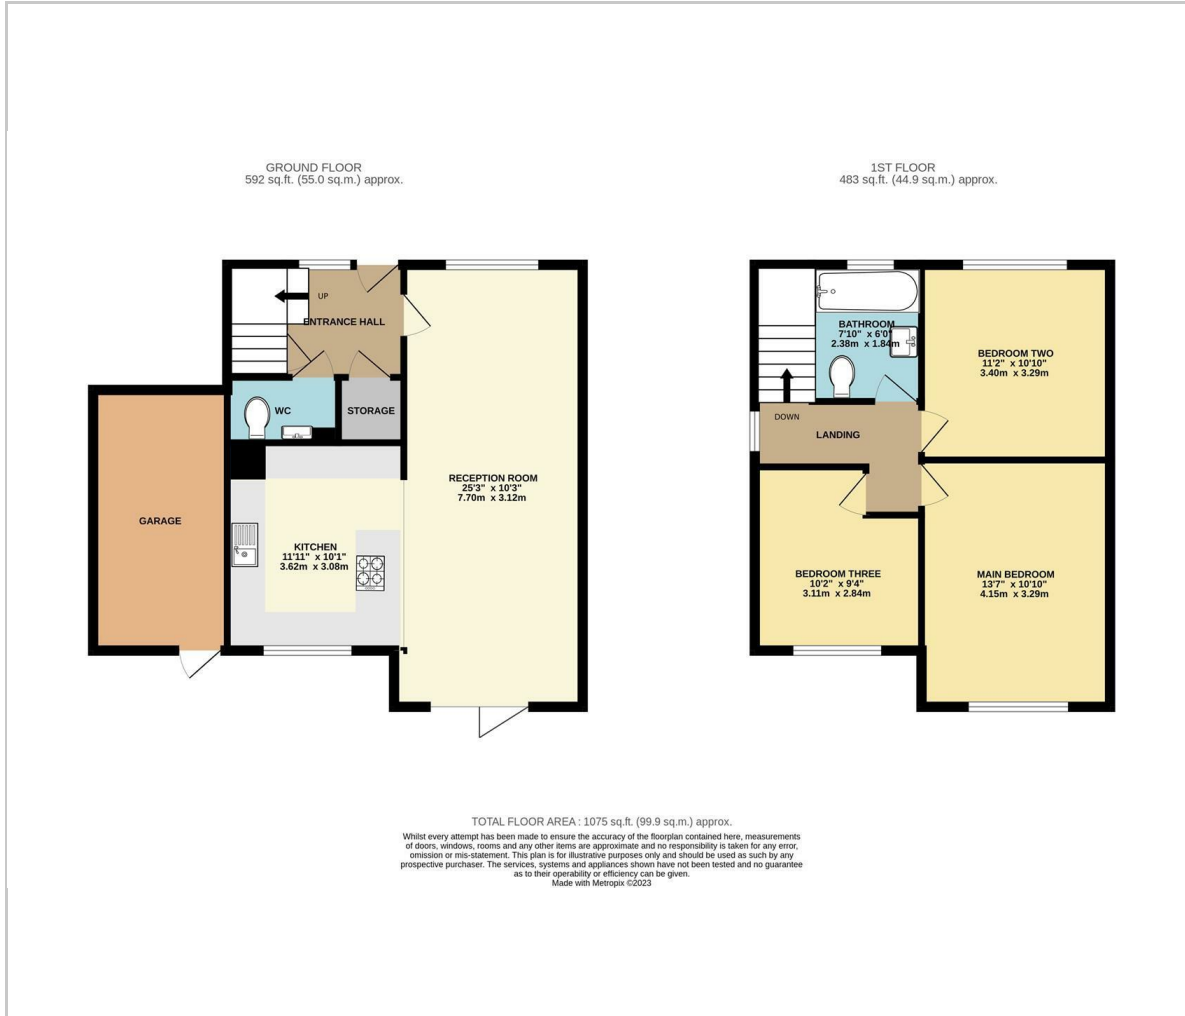 GROUND FLOOR
592 sq.ft. (55.0 sq.m.) approx.
1ST FLOOR
483 sq.ft. (44.9 sq.m.) approx.
UP
ENTRANCE HALL
WC
STORAGE
RECEPTION ROOM
25'3" x 10'3"
7.70m x 3.12m
GARAGE
KITCHEN
11'11" x 10'1"
3.62m x 3.08m
BATHROOM
7'10" x 6'0"
2.38m x 1.84m
BEDROOM TWO
11'2" x 10'10"
3.40m x 3.29m
DOWN
LANDING
BEDROOM THREE
10'2" x 9'4"
3.11m x 2.84m
MAIN BEDROOM
13'7" x 10'10"
4.15m x 3.29m
TOTAL FLOOR AREA : 1075 sq.ft. (99.9 sq.m.) approx.
Whilst every attempt has been made to ensure the accuracy of the floorplan contained here, measurements
of doors, windows, rooms and any other items are approximate and no responsibility is taken for any error,
omission or mis-statement. This plan is for illustrative purposes only and should be used as such by any
prospective purchaser. The services, systems and appliances shown have not been tested and no guarantee
as to their operability or efficiency can be given.
Made with Metropix ©2023